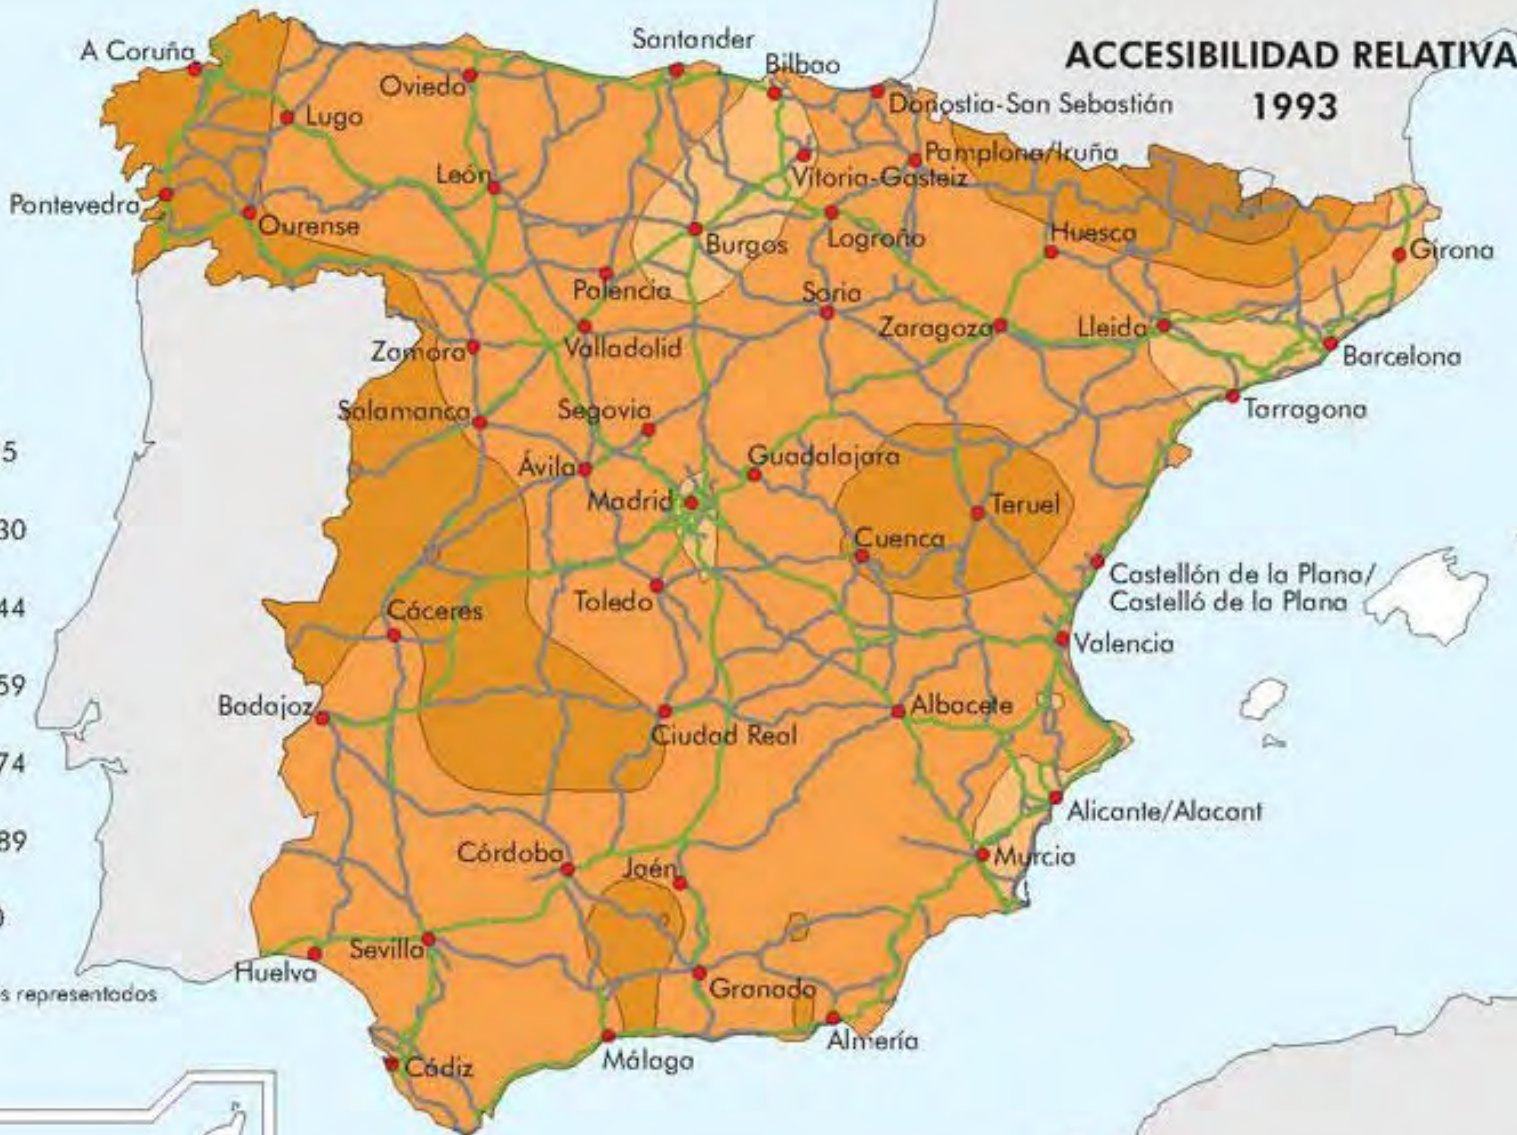 ACCESIBILIDAD RELATIVA
1993
A Coruña
Santander
Bilbao
Oviedo
Donostia-San Sebastián
Lugo
Pamplona/Iruña
León
Vitoria-Gasteiz
Pontevedra
Ourense
Burgos
Logroño
Huesca
Girona
Palencia
Soria
Zaragoza
Lleida
Zamora
Valladolid
Barcelona
Salamanca
Segovia
Tarragona
5
Ávila
Guadalajara
Madrid
Teruel
30
Cuenca
Castellón de la Plana/
Castelló de la Plana
44
Cáceres
Toledo
Valencia
59
Badajoz
Albacete
Ciudad Real
74
Alicante/Alacant
89
Córdoba
Jaén
Murcia
Sevilla
Huelva
Granada
s representados
Almería
Málaga
Cádiz